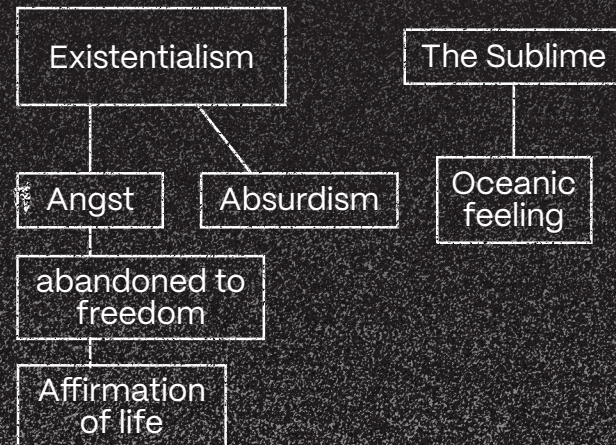 Existentialism
The Sublime
Angst
Absurdism
Oceanic
feeling
abandoned to
freedom
Affirmation
of life